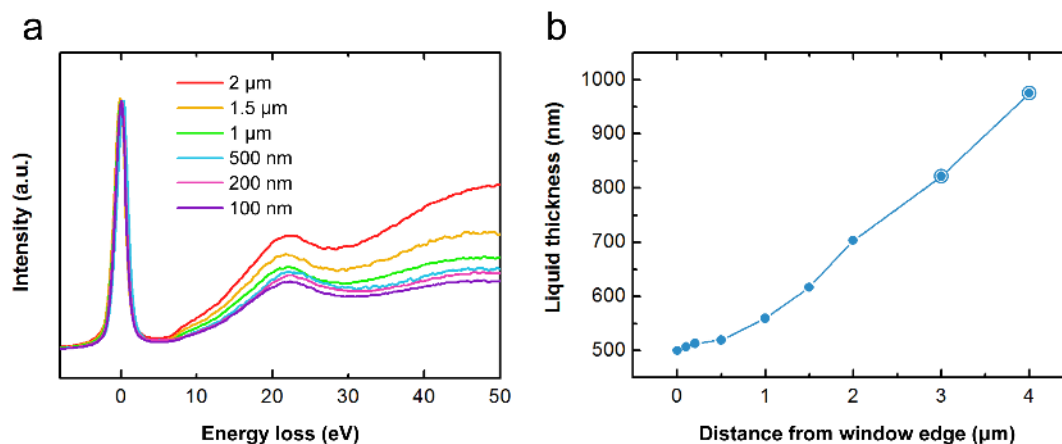 a
2 µm
1.5 µm
1 µm
500 nm
200 nm
100 nm
Intensity (a.u.)
0
10
20
30
40
50
Energy loss (eV)
b
1000
900
800
700
600
500
Liquid thickness (nm)
0
1
2
3
4
Distance from window edge (µm)